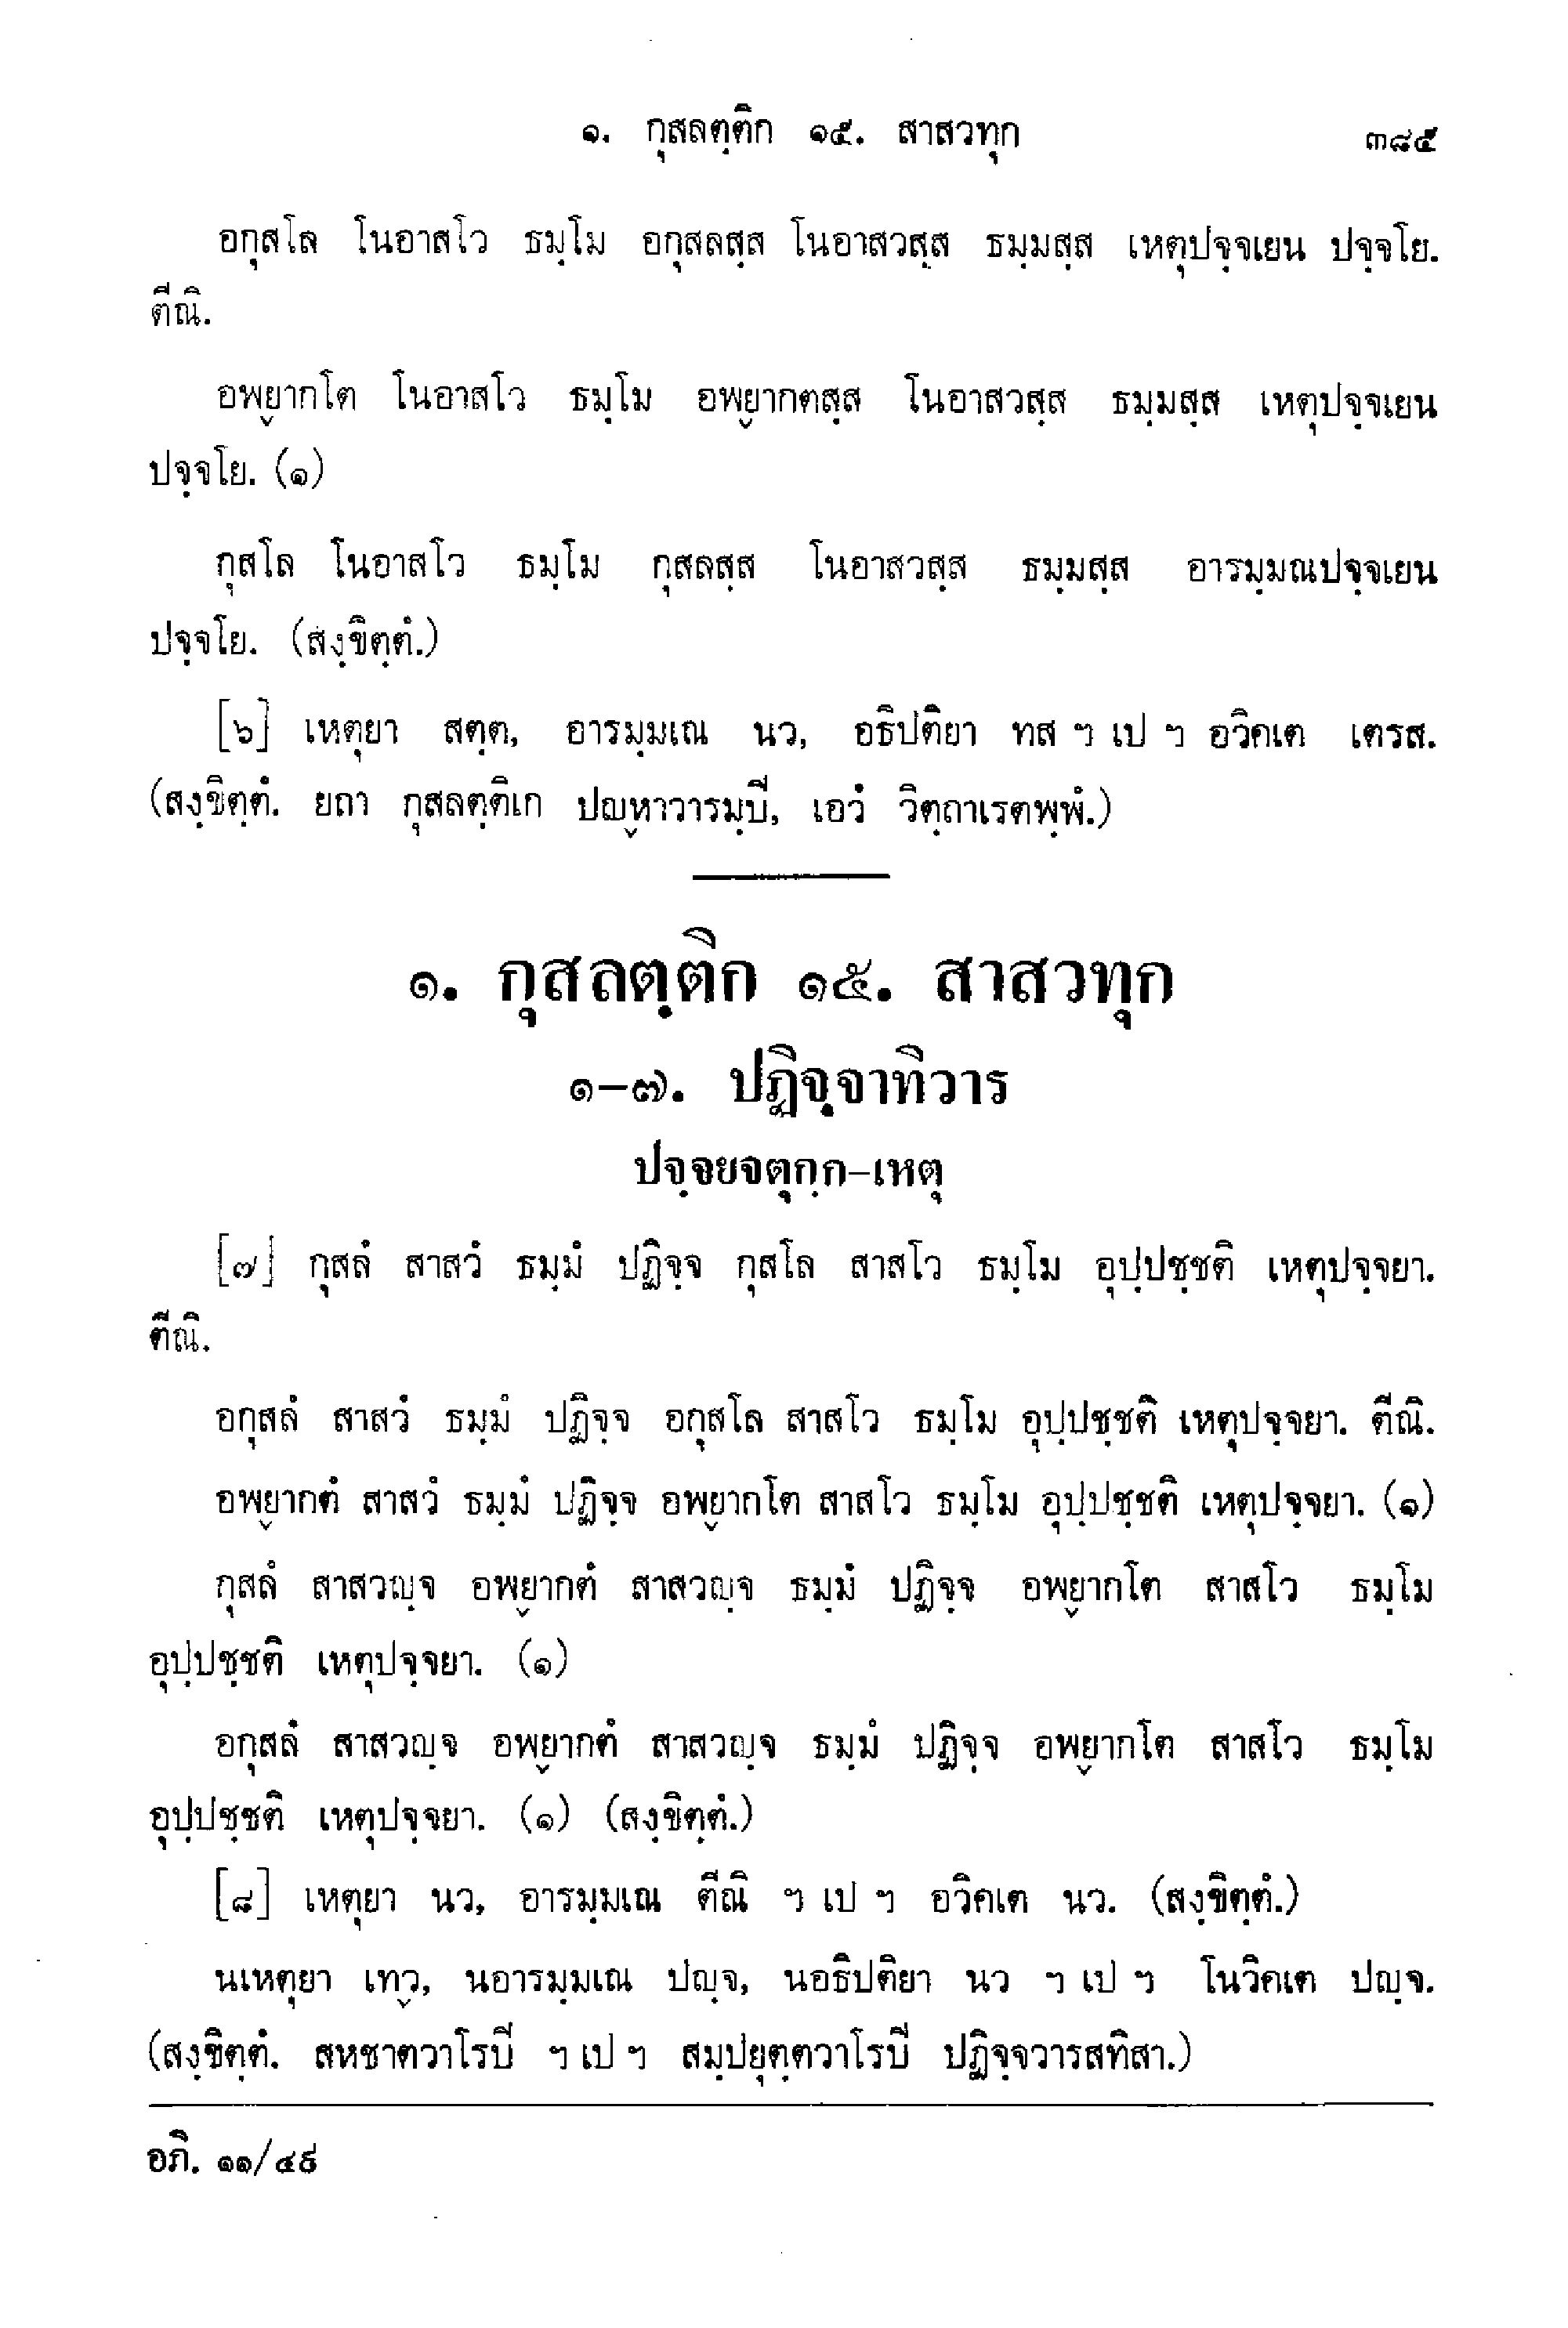 ๑. กุสลตฺติก ๑๕. สาสวทุก ๓๘๕
อกุสโล โนอาสโว ธมฺโม อกุสลสฺส โนอาสวสฺส ธมฺมสฺส เหตุปจฺจเยน ปจฺจโย.
ตีณิ.
อพฺยากโต โนอาสโว ธมฺโม อพฺยากตสฺส โนอาสวสฺส ธมฺมสฺส เหตุปจฺจเยน
ปจฺจโย. (๑)
กุสโล โนอาสโว ธมฺโม กุสลสฺส โนอาสวสฺส ธมฺมสฺส อารมฺมณปจฺจเยน
ปจฺจโย. (สงฺขิตฺตํ.)
[๖] เหตุยา สตฺต, อารมฺมเณ นว, อธิปติยา ทส ฯ เป ฯ อวิคเต เตรส.
(สงฺขิตฺตํ. ยถา กุสลตฺติเก ปญฺหาวารมฺปิ, เอวํ วิตฺถาเรตพฺพํ.)
๑. กุสลตฺติก ๑๕. สาสวทุก
๑–๗. ปฏิจฺจาทิวาร
ปจฺจยจตุกฺก–เหตุ
[๗] กุสลํ สาสวํ ธมฺมํ ปฏิจฺจ กุสโล สาสโว ธมฺโม อุปฺปชฺชติ เหตุปจฺจยา.
ตีณิ.
อกุสลํ สาสวํ ธมฺมํ ปฏิจฺจ อกุสโล สาสโว ธมฺโม อุปฺปชฺชติ เหตุปจฺจยา. ตีณิ.
อพฺยากตํ สาสวํ ธมฺมํ ปฏิจฺจ อพฺยากโต สาสโว ธมฺโม อุปฺปชฺชติ เหตุปจฺจยา. (๑)
กุสลํ สาสวญฺจ อพฺยากตํ สาสวญฺจ ธมฺมํ ปฏิจฺจ อพฺยากโต สาสโว ธมฺโม
อุปฺปชฺชติ เหตุปจฺจยา. (๑)
อกุสลํ สาสวญฺจ อพฺยากตํ สาสวญฺจ ธมฺมํ ปฏิจฺจ อพฺยากโต สาสโว ธมฺโม
อุปฺปชฺชติ เหตุปจฺจยา. (๑) (สงฺขิตฺตํ.)
[๘] เหตุยา นว, อารมฺมเณ ตีณิ ฯ เป ฯ อวิคเต นว. (สงฺขิตฺตํ.)
นเหตุยา เทฺว, นอารมฺมเณ ปญฺจ, นอธิปติยา นว ฯ เป ฯ โนวิคเต ปญฺจ.
(สงฺขิตฺตํ. สหชาตวาโรปิ ฯ เป ฯ สมฺปยุตฺตวาโรปิ ปฏิจฺจวารสทิสา.)
อภิ. ๑๑/๔๙